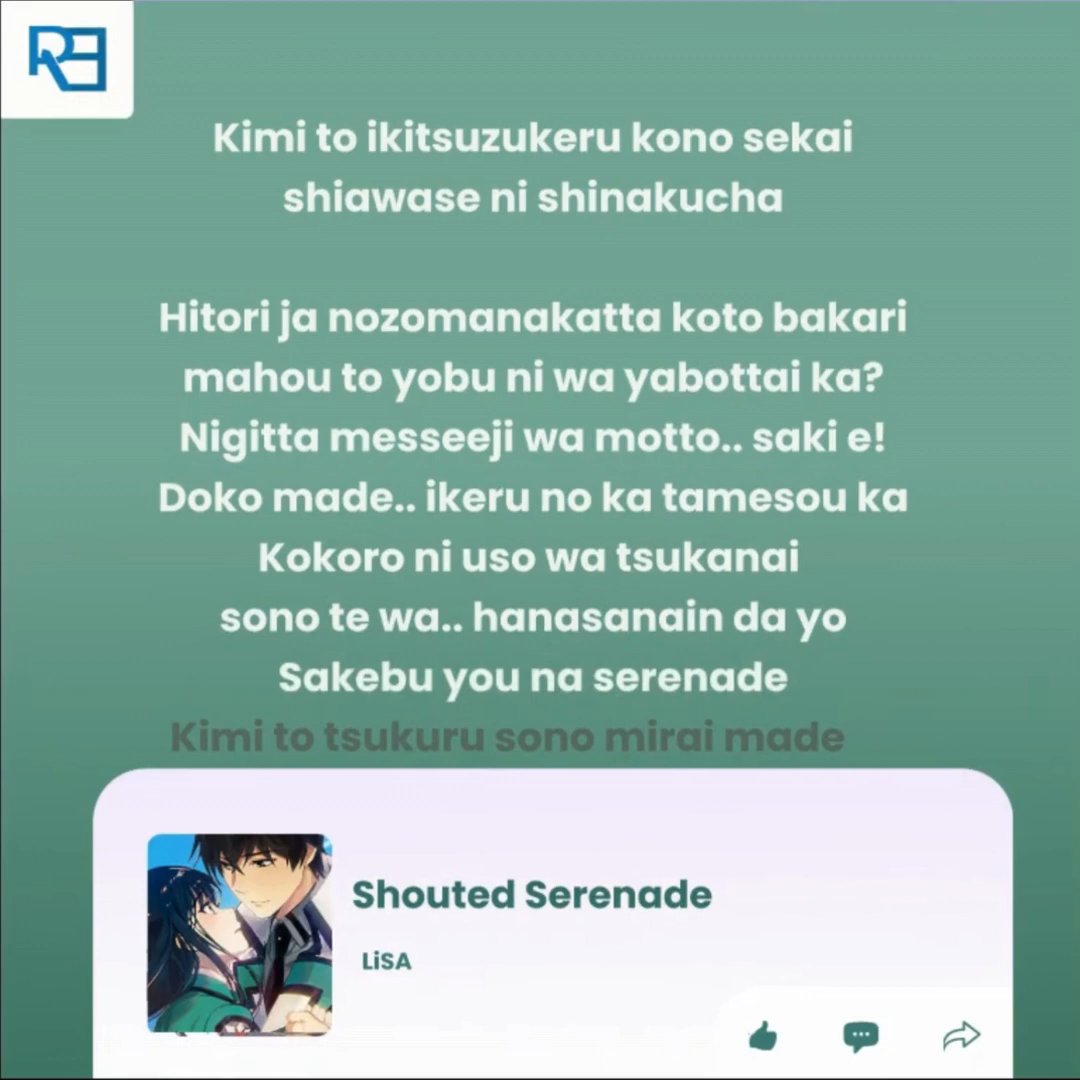 RE
Kimi to ikitsuzukeru kono sekai
shiawase ni shinakucha
Hitori ja nozomanakatta koto bakari
mahou to yobu ni wa yabottai ka?
Nigitta messeeji wa motto.. saki e!
Doko made.. ikeru no ka tamesou ka
Kokoro ni uso wa tsukanai
sono te wa.. hanasanain da yo
Sakebu you na serenade
Kimi to tsukuru sono mirai made
Shouted Serenade
LiSA